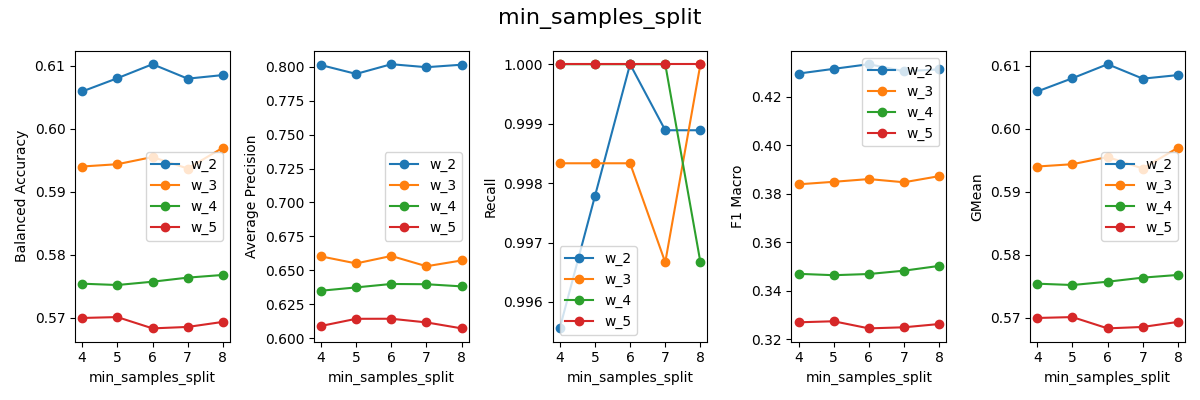 min_samples_split
Balanced Accuracy
0.61
0.60
0.59
0.58
0.57
4 5 6 7 8
min_samples_split
w_2
w_3
w_4
w_5
Average Precision
0.800
0.775
0.750
0.725
0.700
0.675
0.650
0.625
0.600
4 5 6 7 8
min_samples_split
w_2
w_3
w_4
w_5
Recall
1.000
0.999
0.998
0.997
0.996
4 5 6 7 8
min_samples_split
w_2
w_3
w_4
w_5
F1 Macro
0.42
0.40
0.38
0.36
0.34
0.32
4 5 6 7 8
min_samples_split
w_2
w_3
w_4
w_5
GMean
0.61
0.60
0.59
0.58
0.57
4 5 6 7 8
min_samples_split
w_2
w_3
w_4
w_5